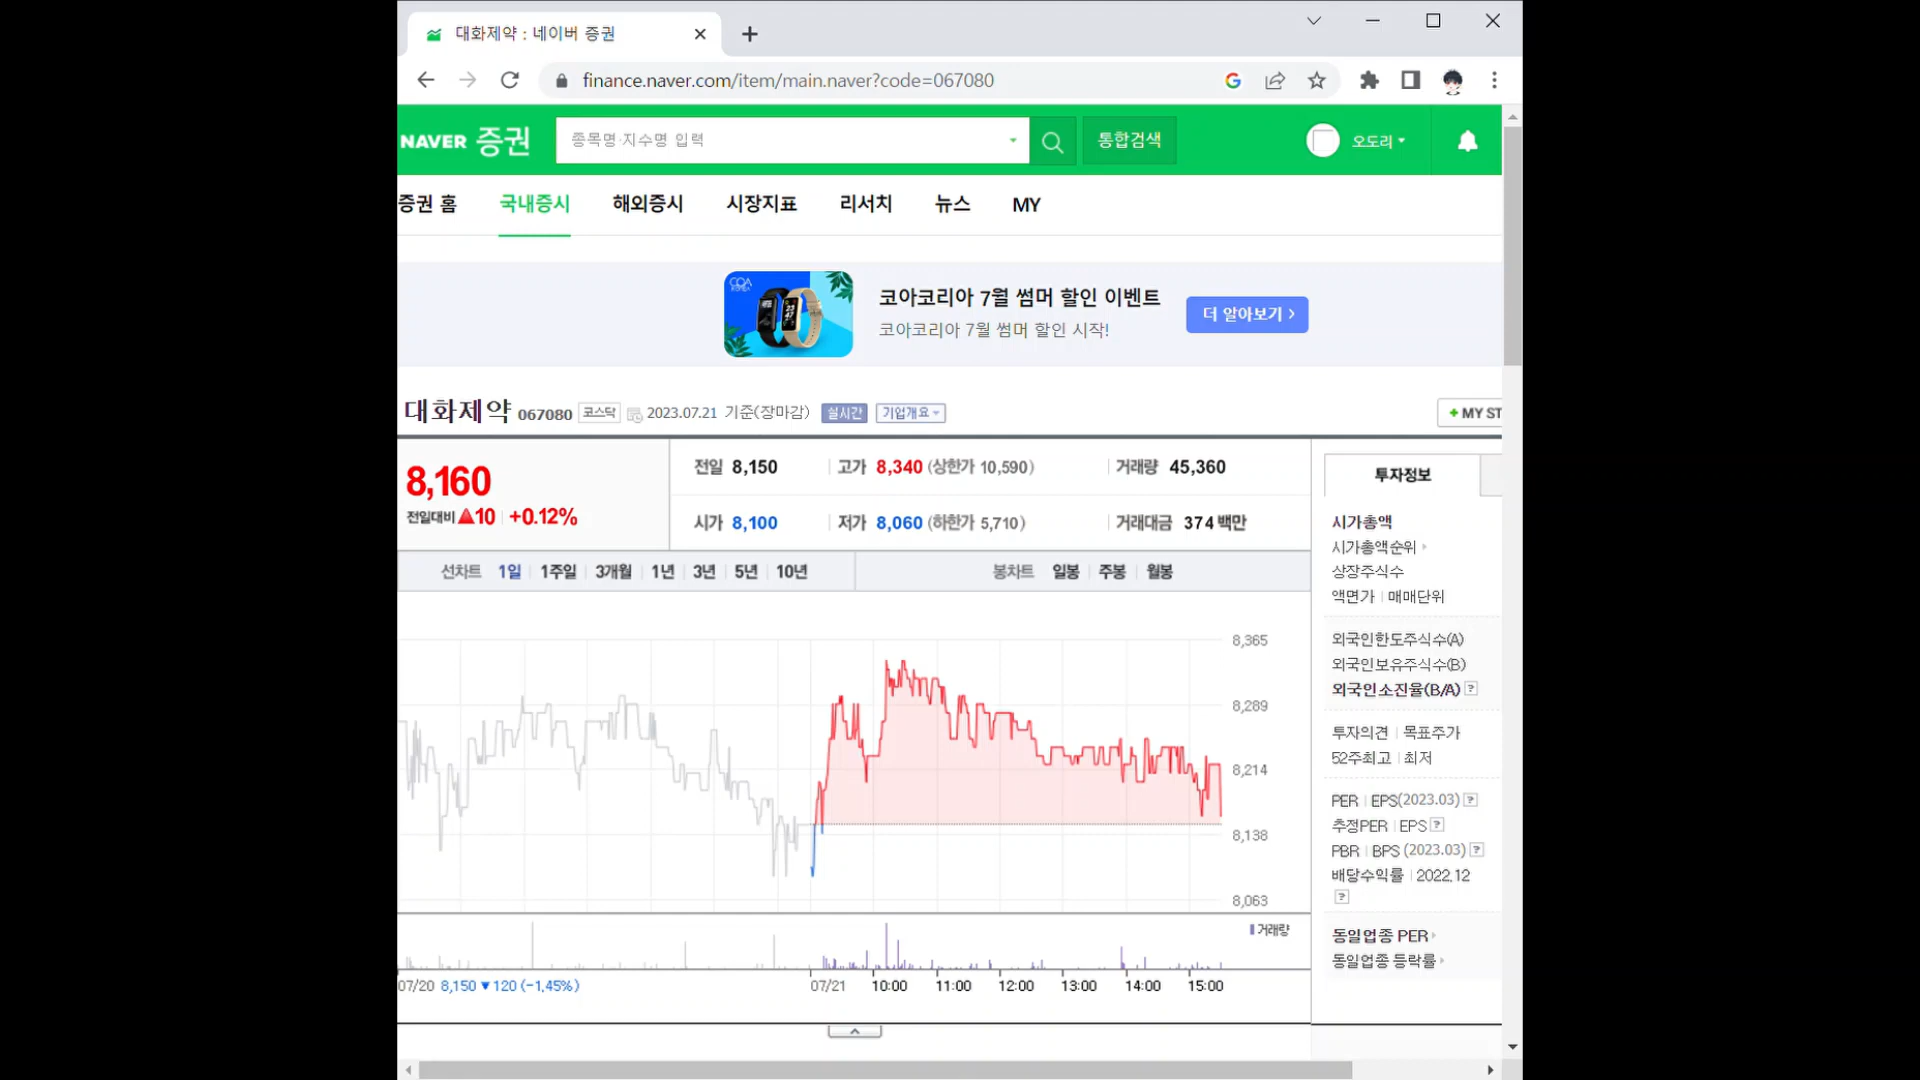 대화제약 : 네이버 증권
finance.naver.com/item/main.naver?code=067080
NAVER 증권
종목명·지수명 입력
통합검색
오도리
증권 홈 국내증시 해외증시 시장지표 리서치 뉴스 MY
COA
코아코리아 7월 썸머 할인 이벤트
코아코리아 7월 썸머 할인 시작!
더 알아보기 >
대화제약 067080 코스닥 2023.07.21 기준(장마감) 실시간 기업개요
+ MY ST
8,160
전일대비 ▲10 +0.12%
전일 8,150 고가 8,340 (상한가 10,590) 거래량 45,360
시가 8,100 저가 8,060 (하한가 5,710) 거래대금 374 백만
선차트 1일 1주일 3개월 1년 3년 5년 10년
봉차트 일봉 주봉 월봉
8,365
8,289
8,214
8,138
8,063
거래량
07/20 8,150 ▼120 (-1,45%)
07/21 10:00 11:00 12:00 13:00 14:00 15:00
투자정보
시가총액
시가총액순위
상장주식수
액면가 | 매매단위
외국인한도주식수(A)
외국인보유주식수(B)
외국인소진율(B/A) ?
투자의견 | 목표주가
52주최고 | 최저
PER | EPS(2023.03) ?
추정PER | EPS ?
PBR | BPS (2023.03) ?
배당수익률 | 2022.12
?
동일업종 PER
동일업종 등락률